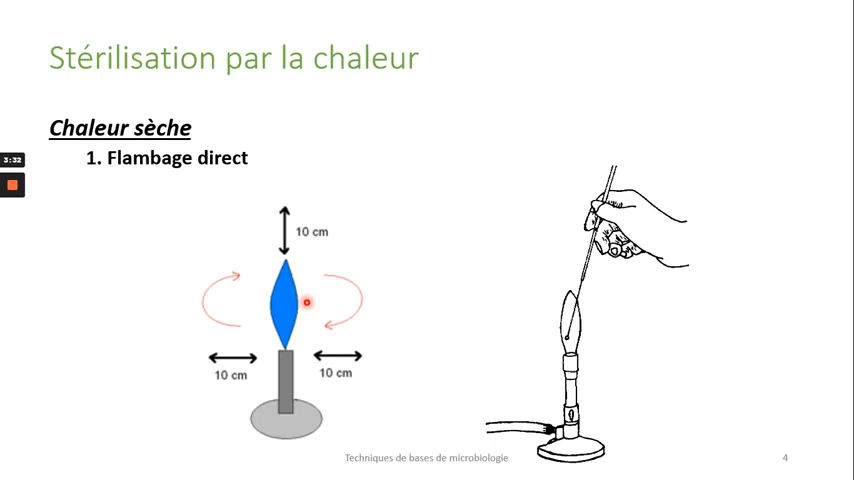 Stérilisation par la chaleur
Chaleur sèche
3:32
1. Flambage direct
10 cm
10 cm
10 cm
Techniques de bases de microbiologie
4